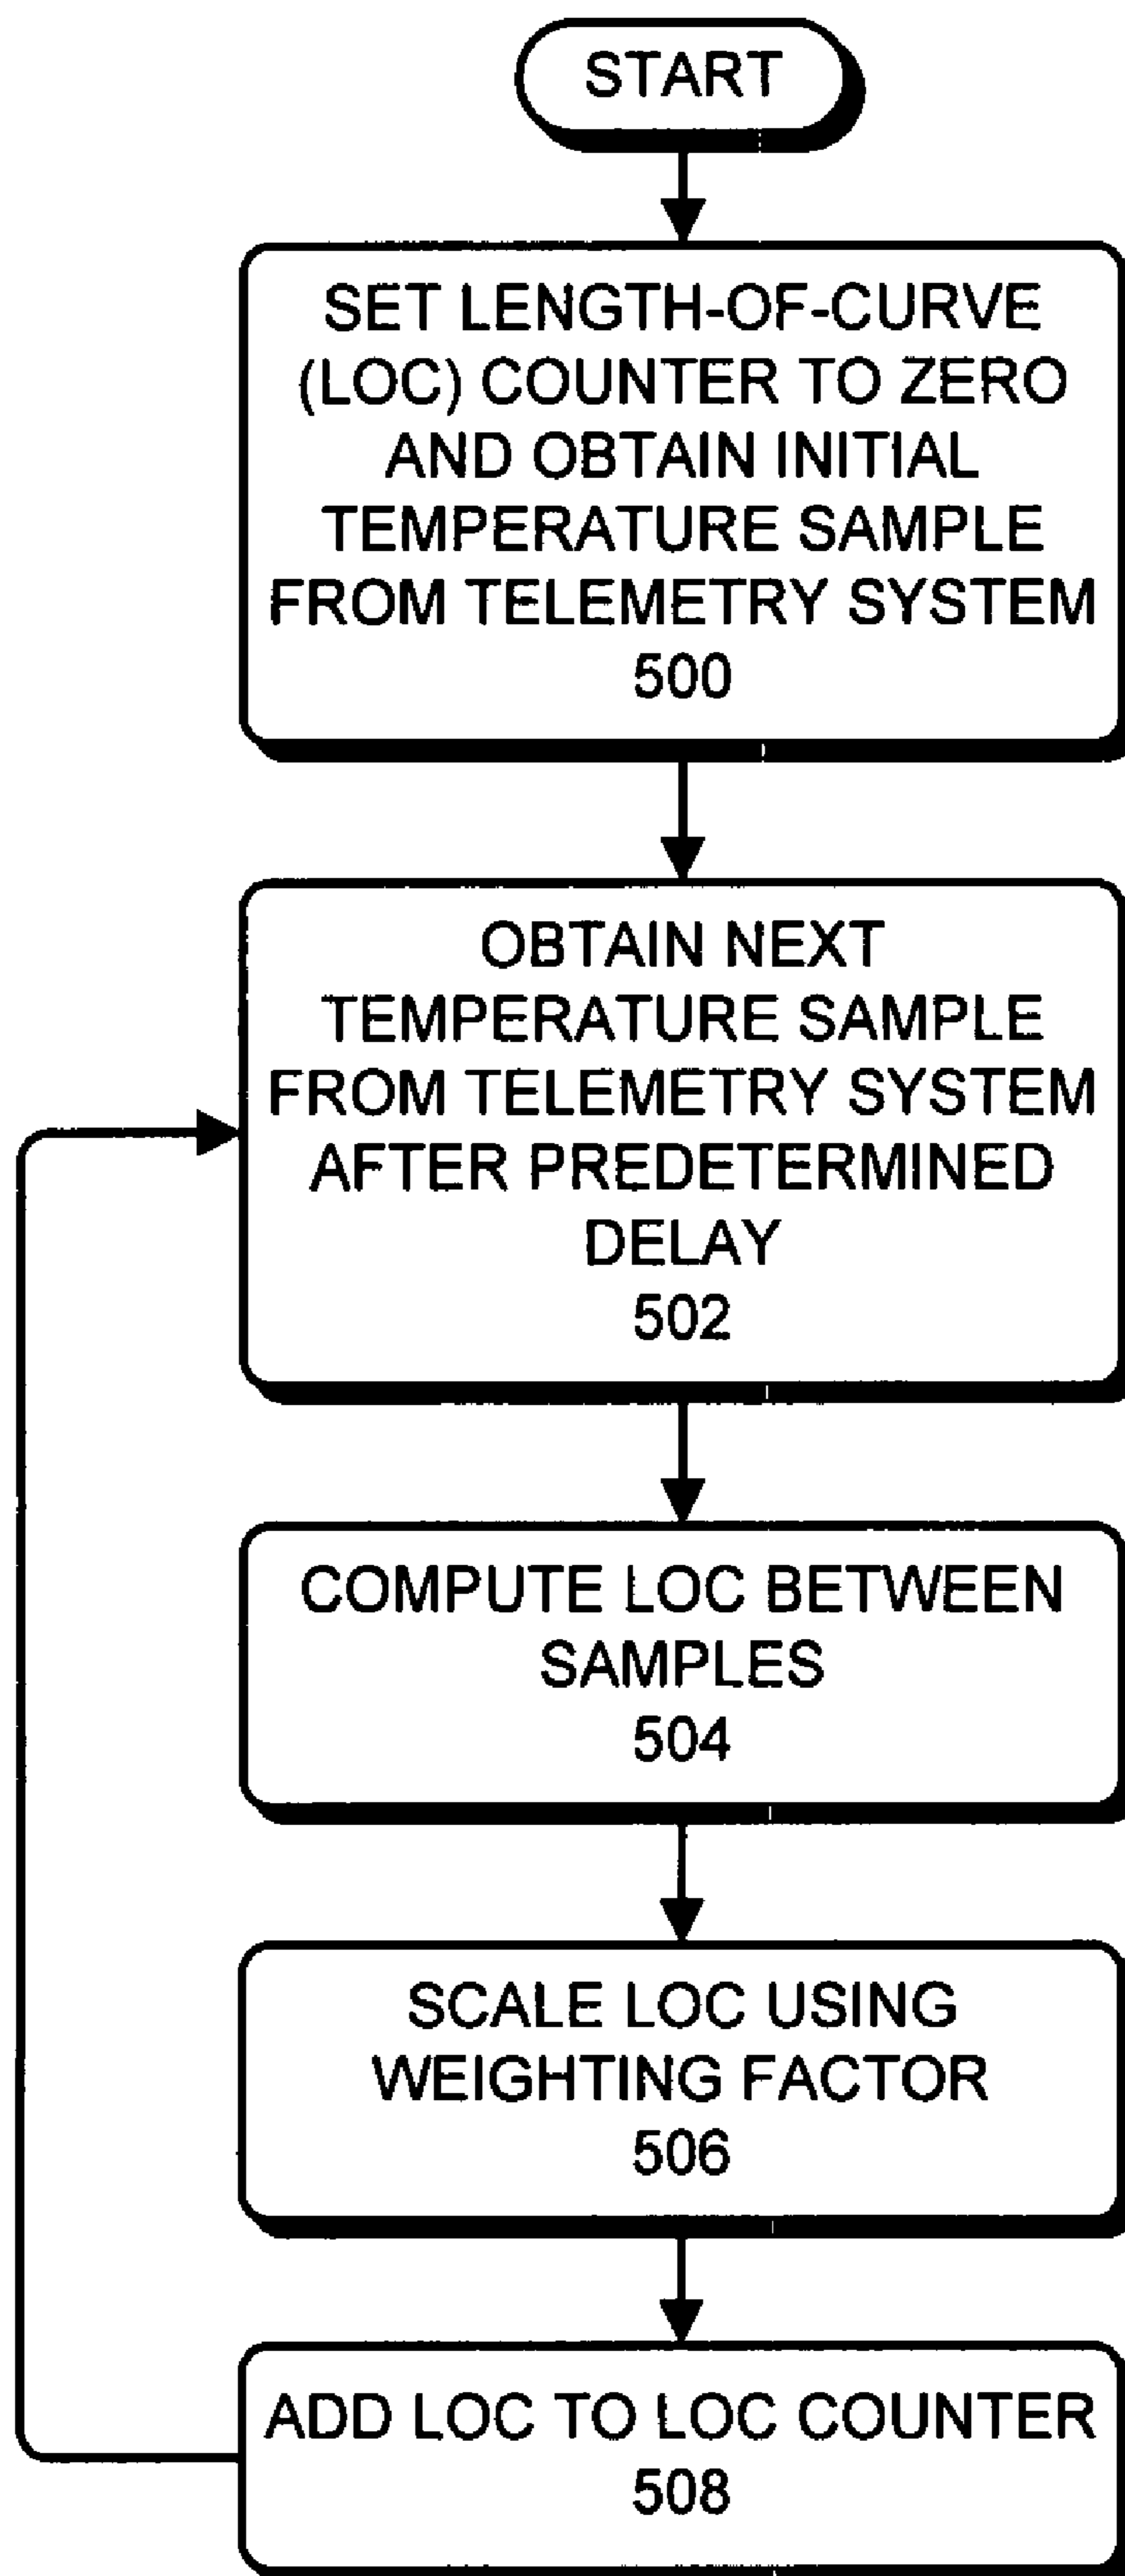 START
SET LENGTH-OF-CURVE
(LOC) COUNTER TO ZERO
AND OBTAIN INITIAL
TEMPERATURE SAMPLE
FROM TELEMETRY SYSTEM
500
OBTAIN NEXT
TEMPERATURE SAMPLE
FROM TELEMETRY SYSTEM
AFTER PREDETERMINED
DELAY
502
COMPUTE LOC BETWEEN
SAMPLES
504
SCALE LOC USING
WEIGHTING FACTOR
506
ADD LOC TO LOC COUNTER
508